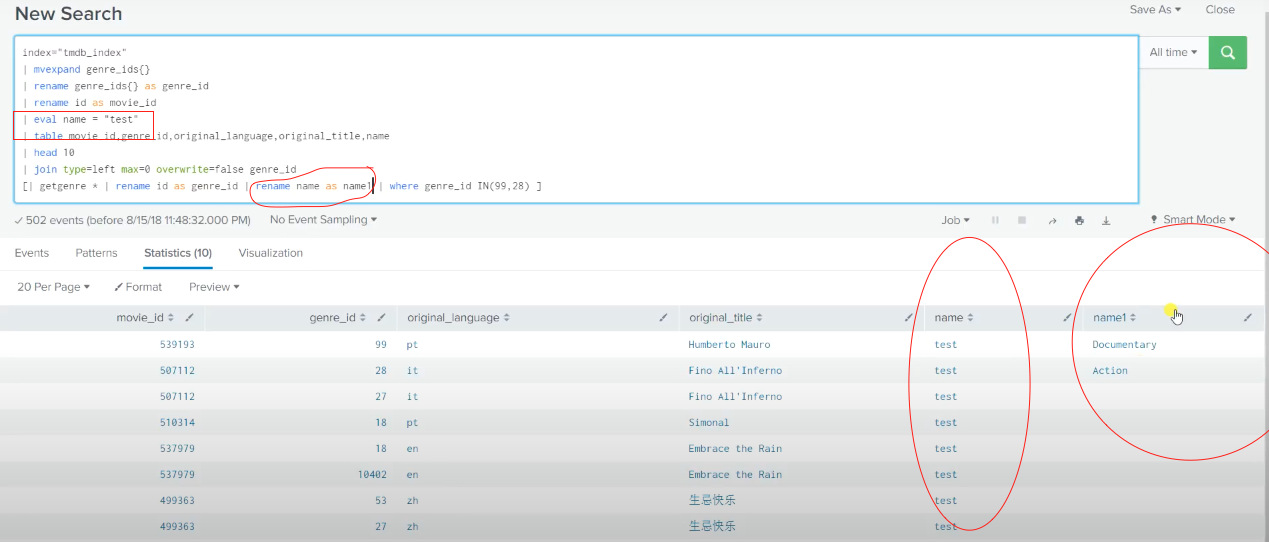 New Search
Save As
Close
index="tmdb_index"
| mvexpand genre_ids{}
| rename genre_ids{} as genre_id
| rename id as movie_id
| eval name = "test"
| table movie_id,genre_id,original_language,original_title,name
| head 10
| join type=left max=0 overwrite=false genre_id
[| getgenre * | rename id as genre_id | rename name as name1 | where genre_id IN(99,28) ]
All time
502 events (before 8/15/18 11:48:32.000 PM)
No Event Sampling
Job
Smart Mode
Events
Patterns
Statistics (10)
Visualization
20 Per Page
Format
Preview
movie_id genre_id original_language original_title name name1
539193 99 pt Humberto Mauro test Documentary
507112 28 it Fino All'Inferno test Action
507112 27 it Fino All'Inferno test
510314 18 pt Simonal test
537979 18 en Embrace the Rain test
537979 10402 en Embrace the Rain test
499363 53 zh 生忌快乐 test
499363 27 zh 生忌快乐 test